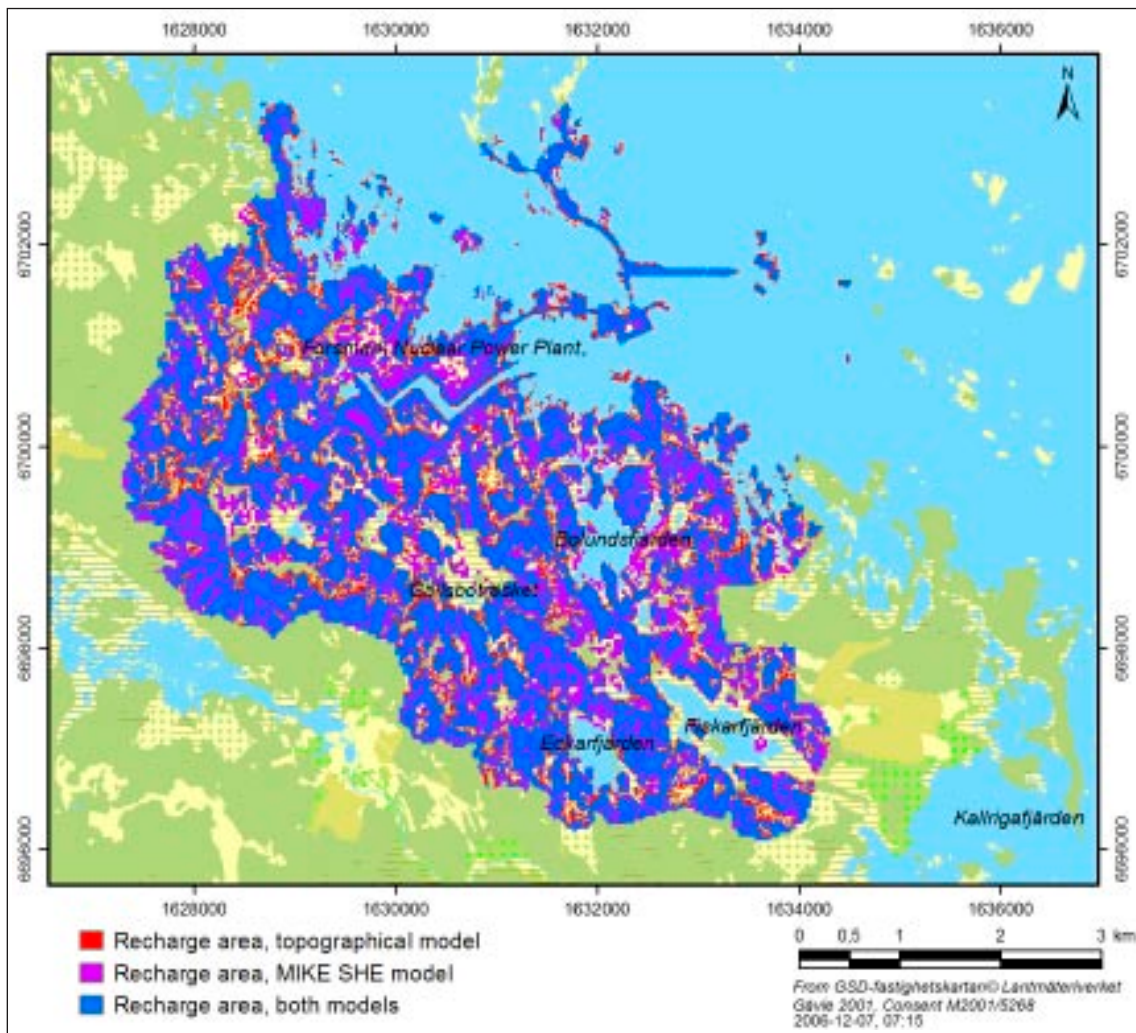 1628000 1630000 1632000 1634000 1636000
N
6702000 6702000
Forsmark Nuclear Power Plant,
6700000 6700000
Bolundsfjärden
Gällsboträsket
6698000 6698000
Fiskarfjärden
Eckarfjärden
Kallrigafjärden
6696000 6696000
1628000 1630000 1632000 1634000 1636000
Recharge area, topographical model
Recharge area, MIKE SHE model
Recharge area, both models
0 0,5 1 2 3 km
From GSD-fastighetskartan © Lantmäteriverket
Gävle 2001, Consent M2001/5268
2006-12-07, 07:15